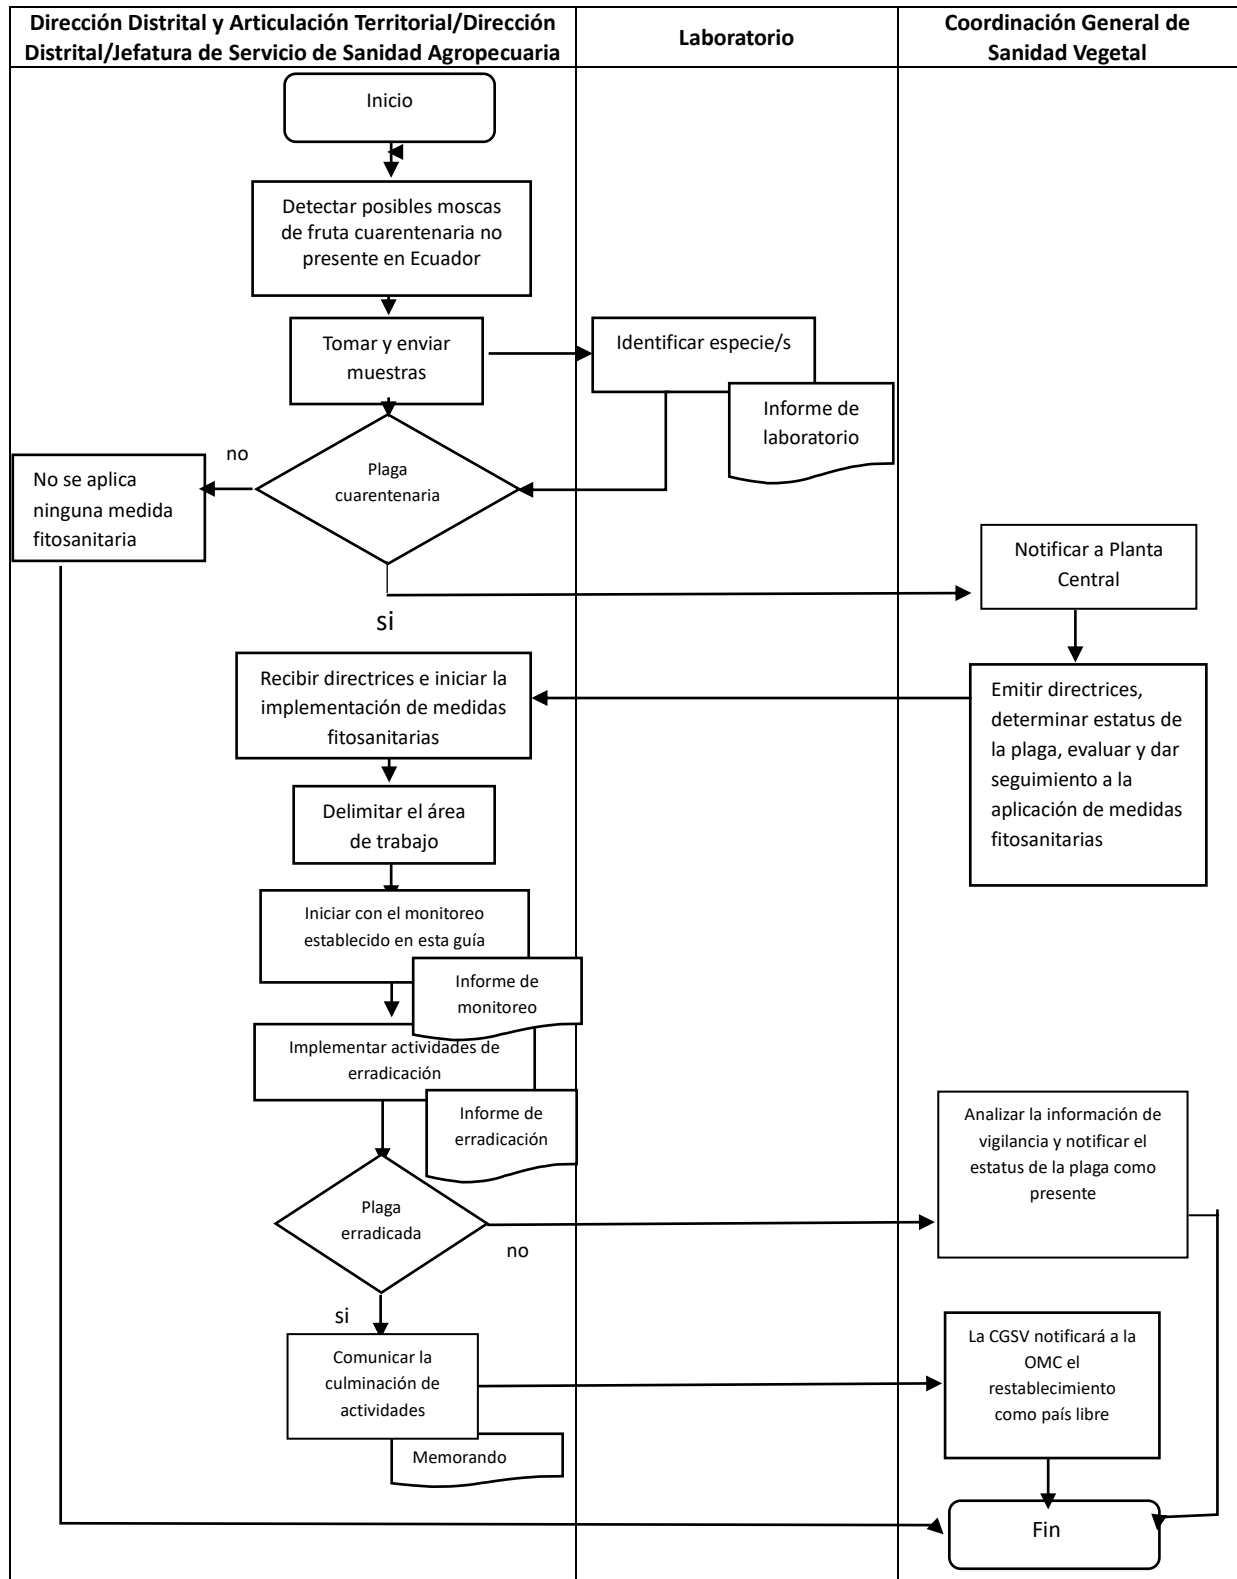 Dirección Distrital y Articulación Territorial/Dirección
Distrital/Jefatura de Servicio de Sanidad Agropecuaria
Laboratorio
Coordinación General de
Sanidad Vegetal
Inicio
Detectar posibles moscas
de fruta cuarentenaria no
presente en Ecuador
Tomar y enviar
muestras
Identificar especie/s
Informe de
laboratorio
Plaga
cuarentenaria
no
No se aplica
ninguna medida
fitosanitaria
si
Notificar a Planta
Central
Emitir directrices,
determinar estatus de
la plaga, evaluar y dar
seguimiento a la
aplicación de medidas
fitosanitarias
Recibir directrices e iniciar la
implementación de medidas
fitosanitarias
Delimitar el área
de trabajo
Iniciar con el monitoreo
establecido en esta guía
Informe de
monitoreo
Implementar actividades de
erradicación
Informe de
erradicación
Plaga
erradicada
no
Analizar la información de
vigilancia y notificar el
estatus de la plaga como
presente
si
Comunicar la
culminación de
actividades
Memorando
La CGSV notificará a la
OMC el
restablecimiento
como país libre
Fin